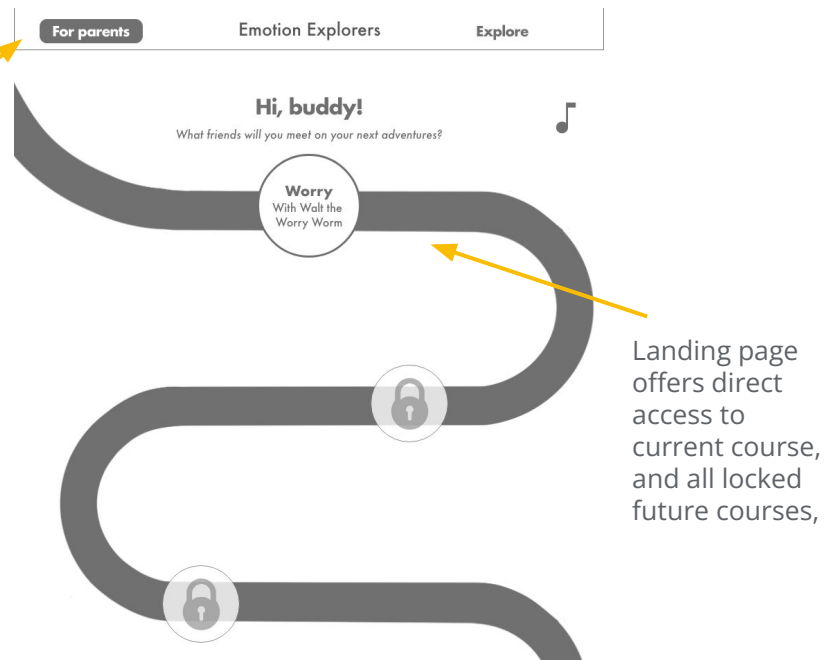 For parents
Emotion Explorers
Explore
Hi, buddy!
What friends will you meet on your next adventures?
Worry
With Walt the
Worry Worm
Landing page
offers direct
access to
current course,
and all locked
future courses,